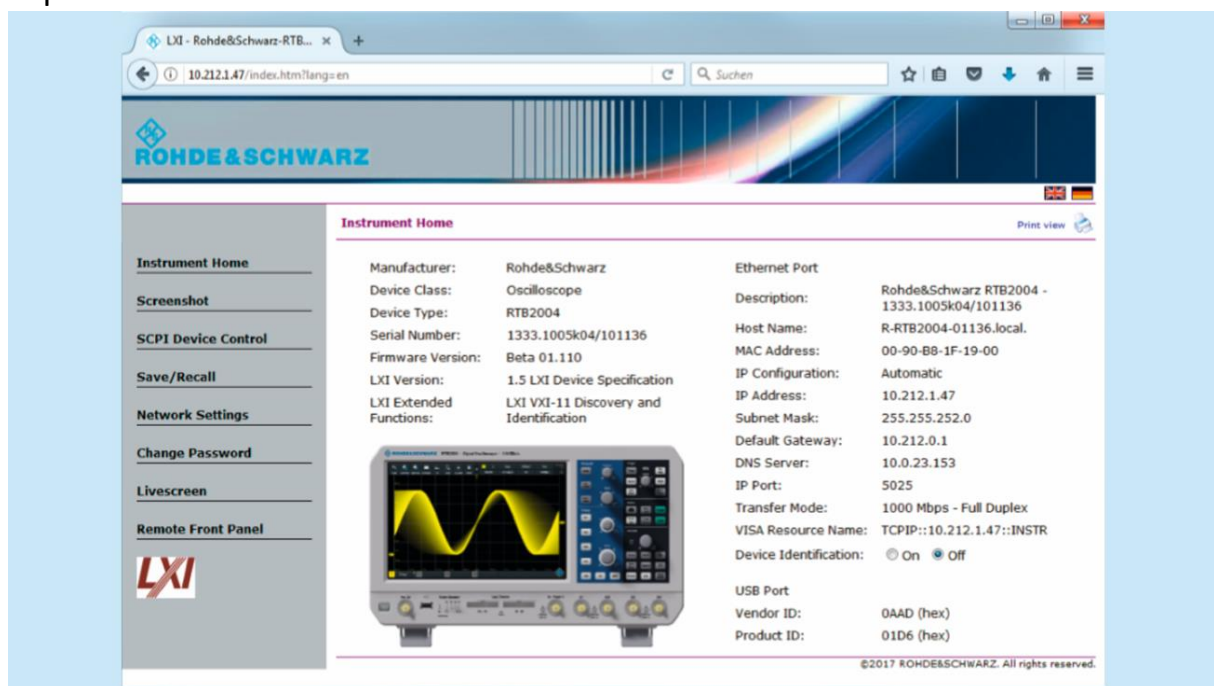 LXI - Rohde&Schwarz-RTB...
10.212.1.47/index.htm?lang=en
Suchen
ROHDE&SCHWARZ
Instrument Home
Print view
Instrument Home
Screenshot
SCPI Device Control
Save/Recall
Network Settings
Change Password
Livescreen
Remote Front Panel
LXI
Manufacturer: Rohde&Schwarz
Device Class: Oscilloscope
Device Type: RTB2004
Serial Number: 1333.1005k04/101136
Firmware Version: Beta 01.110
LXI Version: 1.5 LXI Device Specification
LXI Extended Functions: LXI VXI-11 Discovery and
Identification
Ethernet Port
Description: Rohde&Schwarz RTB2004 -
1333.1005k04/101136
Host Name: R-RTB2004-01136.local.
MAC Address: 00-90-B8-1F-19-00
IP Configuration: Automatic
IP Address: 10.212.1.47
Subnet Mask: 255.255.252.0
Default Gateway: 10.212.0.1
DNS Server: 10.0.23.153
IP Port: 5025
Transfer Mode: 1000 Mbps - Full Duplex
VISA Resource Name: TCPIP::10.212.1.47::INSTR
Device Identification: On Off
USB Port
Vendor ID: 0AAD (hex)
Product ID: 01D6 (hex)
©2017 ROHDE&SCHWARZ. All rights reserved.